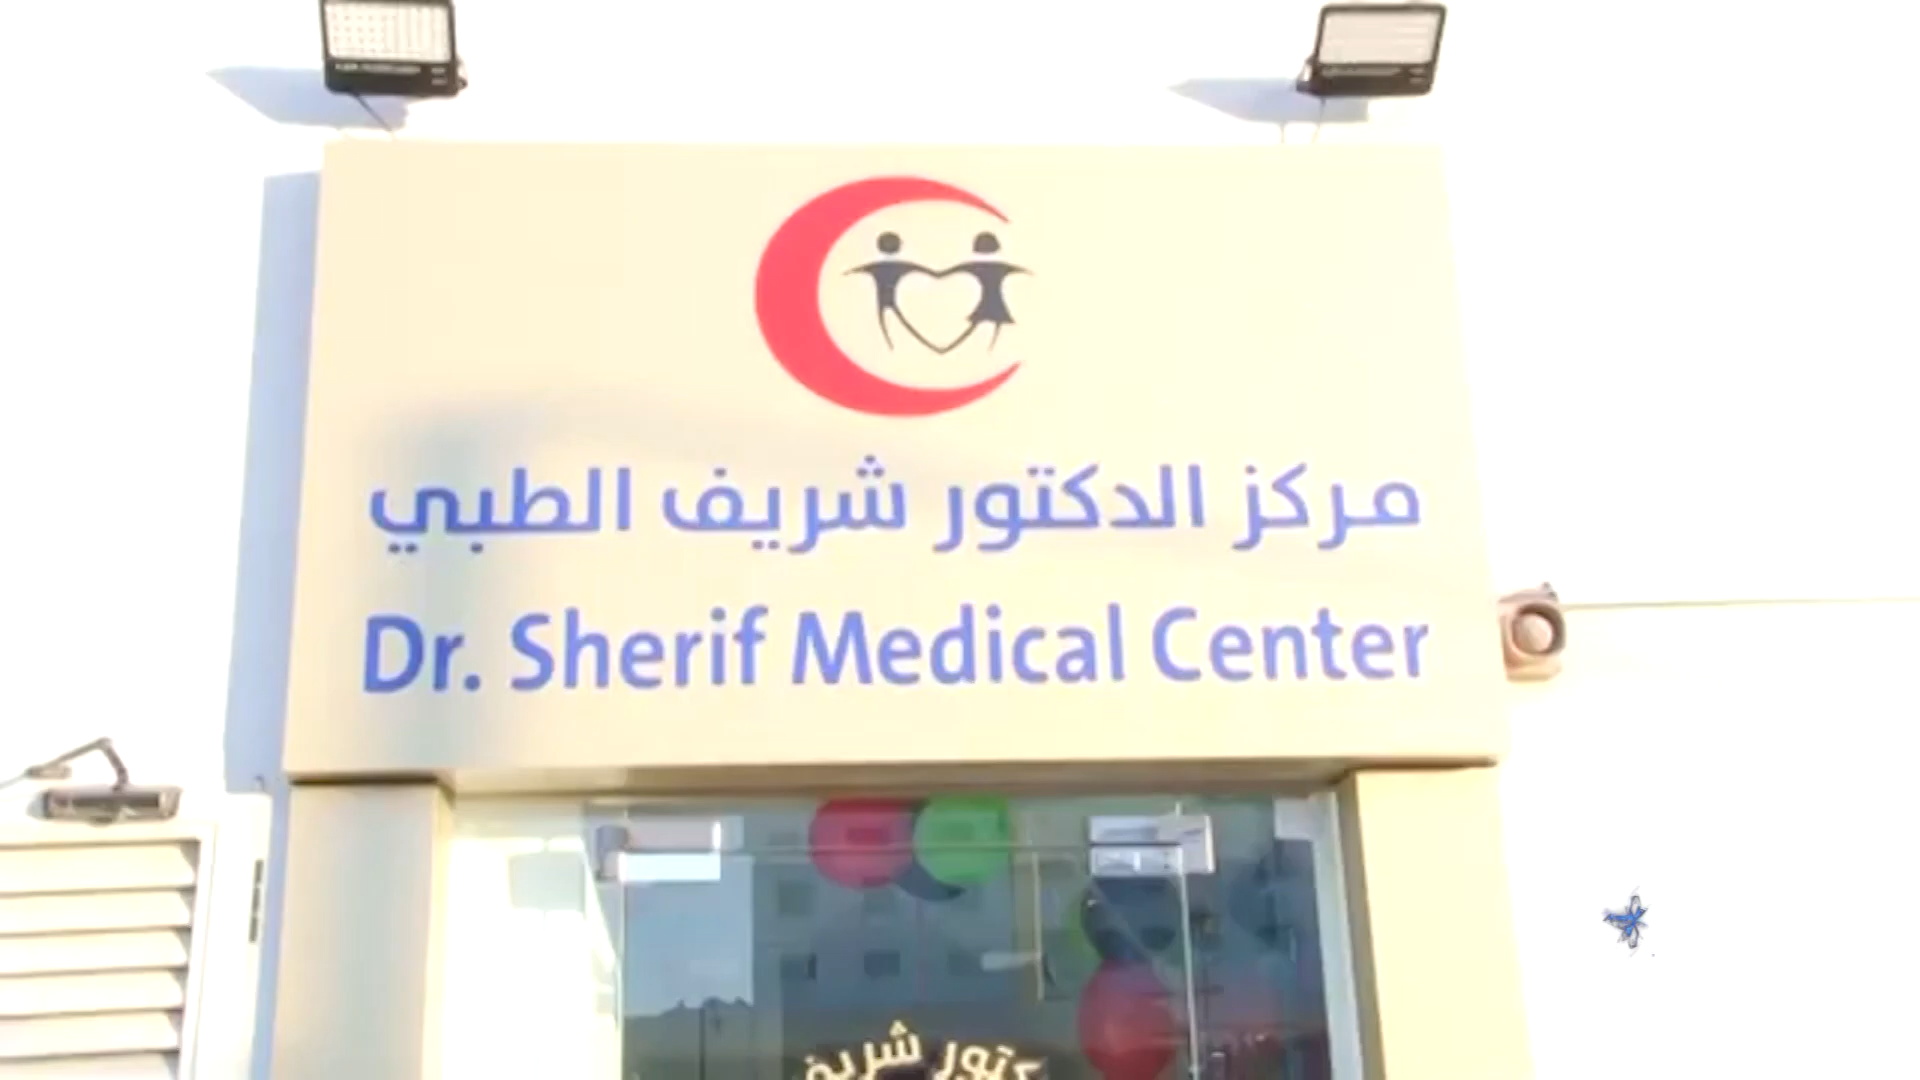 مركز الدكتور شريف الطبي
Dr. Sherif Medical Center